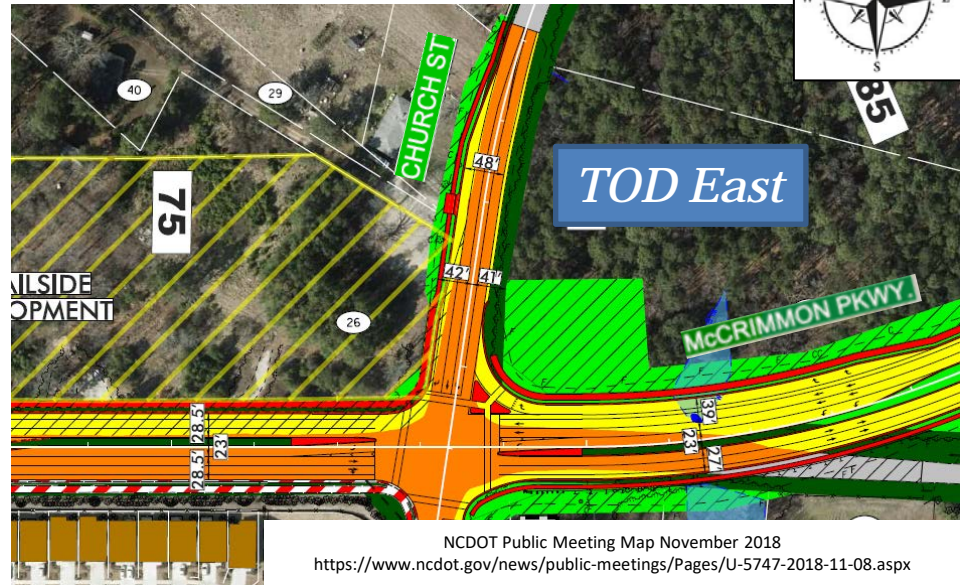 S
40
29
CHURCH ST
85
48'
TOD East
75
42'
41'
AILSIDE
OPMENT
26
McCRIMMON PKWY.
28.5'
23'
39'
23'
27'
28.5'
NCDOT Public Meeting Map November 2018
https://www.ncdot.gov/news/public-meetings/Pages/U-5747-2018-11-08.aspx